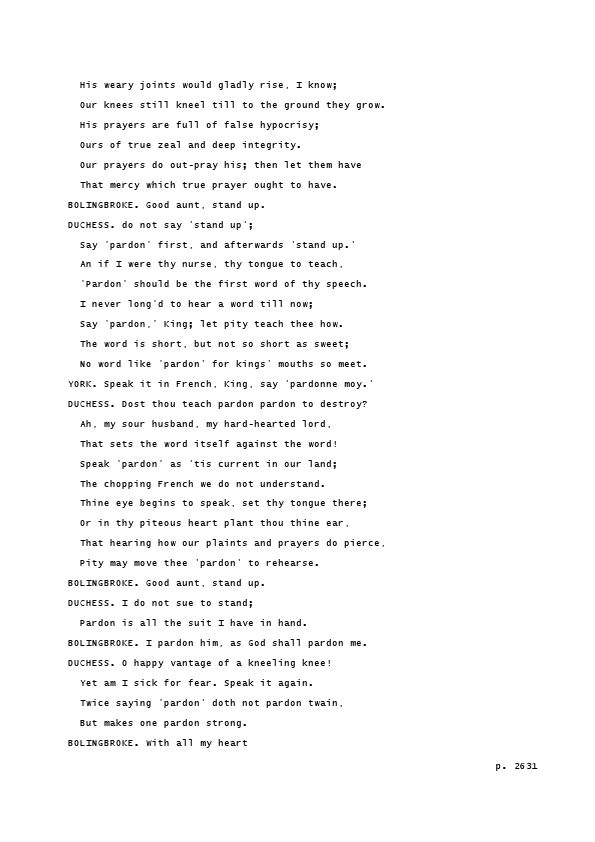 His weary joints would gladly rise, I know;
Our knees still kneel till to the ground they grow.
His prayers are full of false hypocrisy;
Ours of true zeal and deep integrity.
Our prayers do out-pray his; then let them have
That mercy which true prayer ought to have.
BOLINGBROKE. Good aunt, stand up.
DUCHESS. do not say 'stand up';
Say 'pardon' first, and afterwards 'stand up.'
An if I were thy nurse, thy tongue to teach,
'Pardon' should be the first word of thy speech.
I never long'd to hear a word till now;
Say 'pardon,' King; let pity teach thee how.
The word is short, but not so short as sweet;
No word like 'pardon' for kings' mouths so meet.
YORK. Speak it in French, King, say 'pardonne moy.'
DUCHESS. Dost thou teach pardon pardon to destroy?
Ah, my sour husband, my hard-hearted lord,
That sets the word itself against the word!
Speak 'pardon' as 'tis current in our land;
The chopping French we do not understand.
Thine eye begins to speak, set thy tongue there;
Or in thy piteous heart plant thou thine ear,
That hearing how our plaints and prayers do pierce,
Pity may move thee 'pardon' to rehearse.
BOLINGBROKE. Good aunt, stand up.
DUCHESS. I do not sue to stand;
Pardon is all the suit I have in hand.
BOLINGBROKE. I pardon him, as God shall pardon me.
DUCHESS. O happy vantage of a kneeling knee!
Yet am I sick for fear. Speak it again.
Twice saying 'pardon' doth not pardon twain,
But makes one pardon strong.
BOLINGBROKE. With all my heart
p. 2631